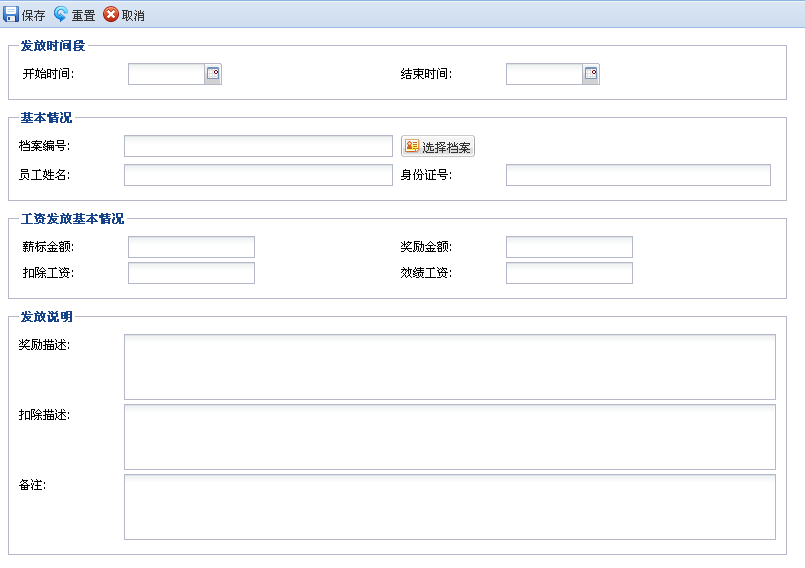 保存 重置 取消
发放时间段
开始时间: 结束时间:
基本情况
档案编号: 选择档案
员工姓名: 身份证号:
工资发放基本情况
薪标金额: 奖励金额:
扣除工资: 效绩工资:
发放说明
奖励描述:
扣除描述:
备注: